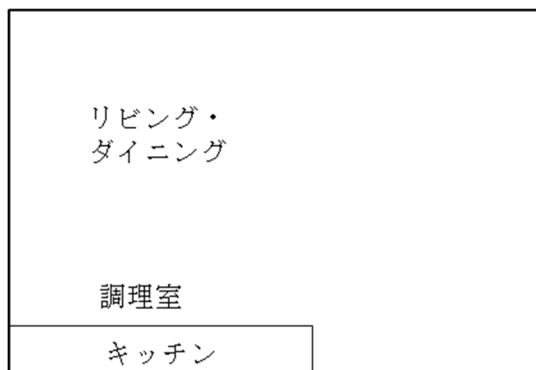 リビング・
ダイニング
調理室
キッチン